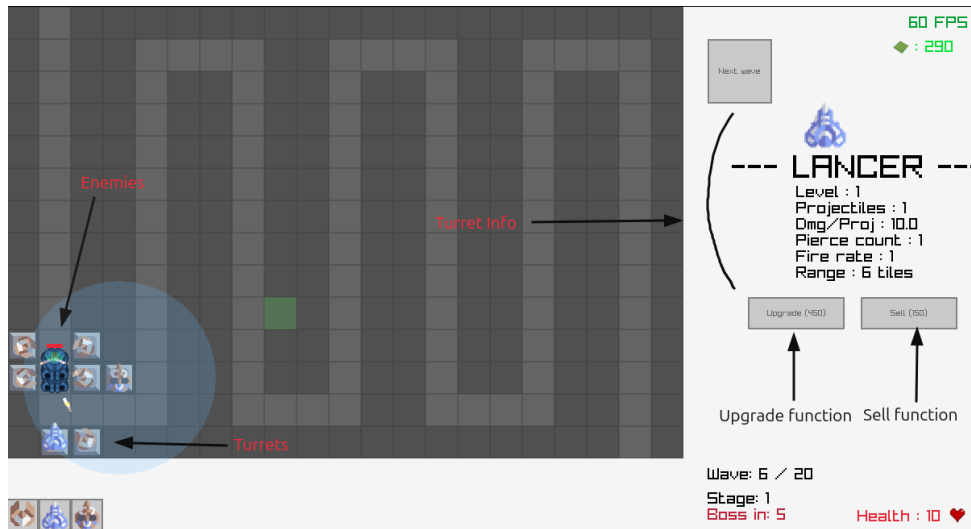 60 FPS
: 290
Next wave
--- LANCER ---
Level : 1
Projectiles : 1
Dmg/Proj : 10.0
Pierce count : 1
Fire rate : 1
Range : 6 tiles
Enemies
Turret Info
Upgrade (450)
Sell (150)
Upgrade function
Sell function
Turrets
Wave: 6 / 20
Stage: 1
Boss in: 5
Health : 10